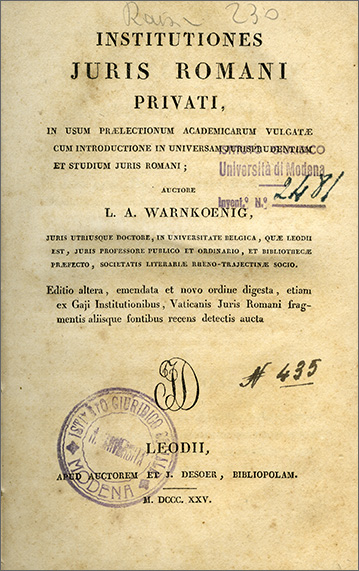 230
INSTITUTIONES
JURIS ROMANI
PRIVATI,
IN USUM PRÆLECTIONUM ACADEMICARUM VULGATÆ
CUM INTRODUCTIONE IN UNIVERSAM JURISPRUDENTIAM
ET STUDIUM JURIS ROMANI;
Università di Modena
Invent. N.° 2481
AUCTORE
L. A. WARNKOENIG,
JURIS UTRIUSQUE DOCTORE, IN UNIVERSITATE BELGICA, QUÆ LEODII
EST, JURIS PROFESSORE PUBLICO ET ORDINARIO, ET BIBLIOTHECÆ
PRÆFECTO, SOCIETATIS LITERARIÆ RHENO-TRAJECTINÆ SOCIO.
Editio altera, emendata et novo ordine digesta, etiam
ex Gaji Institutionibus, Vaticanis Juris Romani frag-
mentis aliisque fontibus recens detectis aucta
N 435
JD
ISTITUTO GIURIDICO
MODENA
LEODII,
APUD AUCTOREM ET J. DESOER, BIBLIOPOLAM.
M. DCCC. XXV.